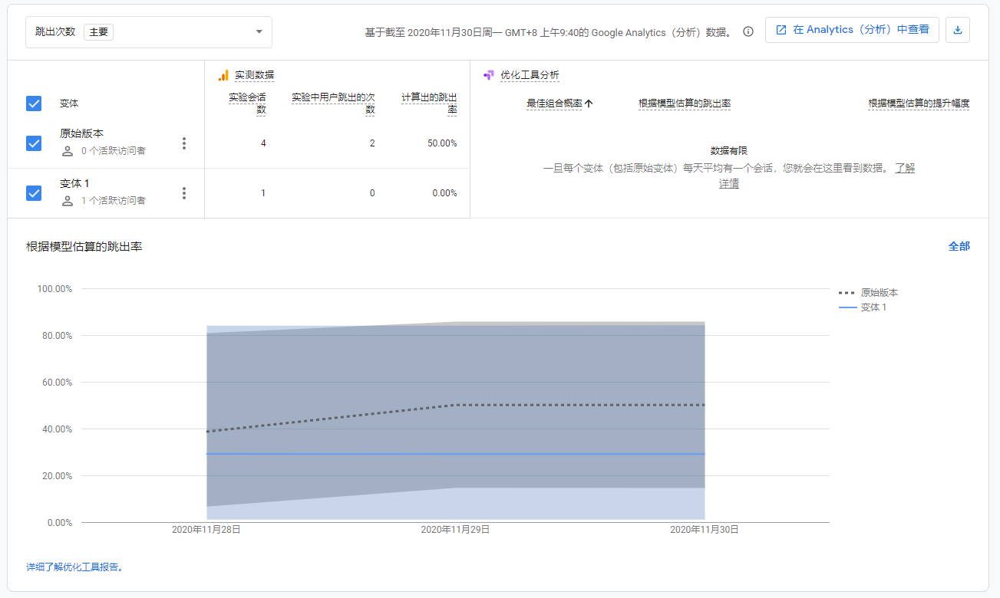 跳出次数 主要
基于截至 2020年11月30日周一 GMT+8 上午9:40的 Google Analytics（分析）数据。
在 Analytics（分析）中查看
实测数据
优化工具分析
变体
实验会话
数
实验中用户跳出的次
数
计算出的跳出
率
最佳组合概率
根据模型估算的跳出率
根据模型估算的提升幅度
原始版本
0 个活跃访问者
4
2
50.00%
变体 1
1 个活跃访问者
1
0
0.00%
数据有限
一旦每个变体（包括原始变体）每天平均有一个会话，您就会在这里看到数据。 了解
详情
根据模型估算的跳出率
全部
100.00%
80.00%
60.00%
40.00%
20.00%
0.00%
原始版本
变体 1
2020年11月28日
2020年11月29日
2020年11月30日
详细了解优化工具报告。